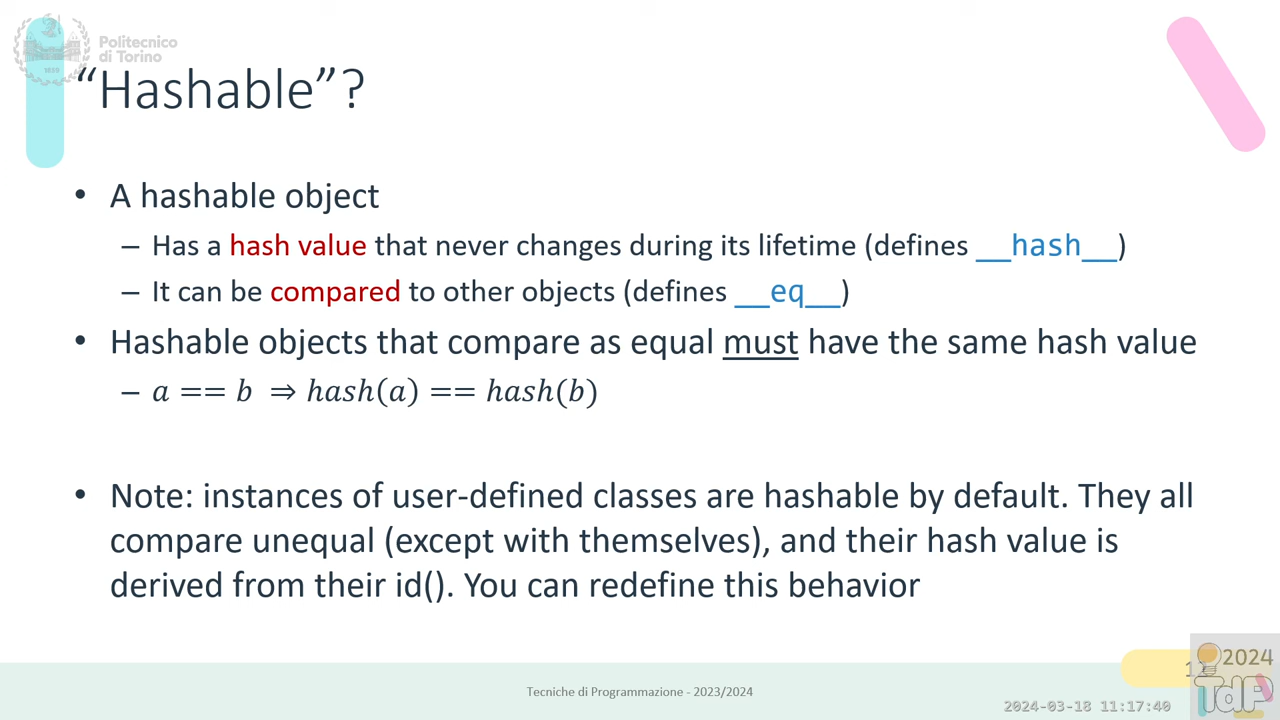 Politecnico
di Torino
1859
“Hashable”?
• A hashable object
– Has a hash value that never changes during its lifetime (defines __hash__)
– It can be compared to other objects (defines __eq__)
• Hashable objects that compare as equal must have the same hash value
– a == b ⇒ hash(a) == hash(b)
• Note: instances of user-defined classes are hashable by default. They all
compare unequal (except with themselves), and their hash value is
derived from their id(). You can redefine this behavior
2024
TdP
Tecniche di Programmazione - 2023/2024
2024-03-18 11:17:40